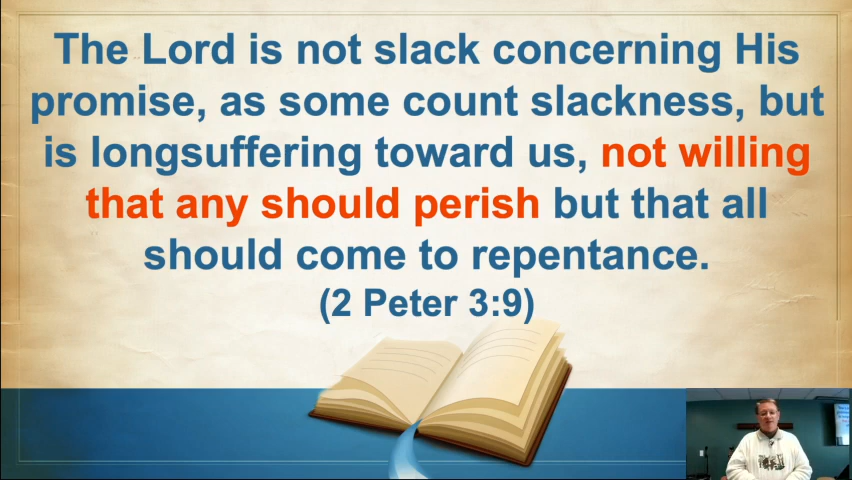 The Lord is not slack concerning His
promise, as some count slackness, but
is longsuffering toward us, not willing
that any should perish but that all
should come to repentance.
(2 Peter 3:9)